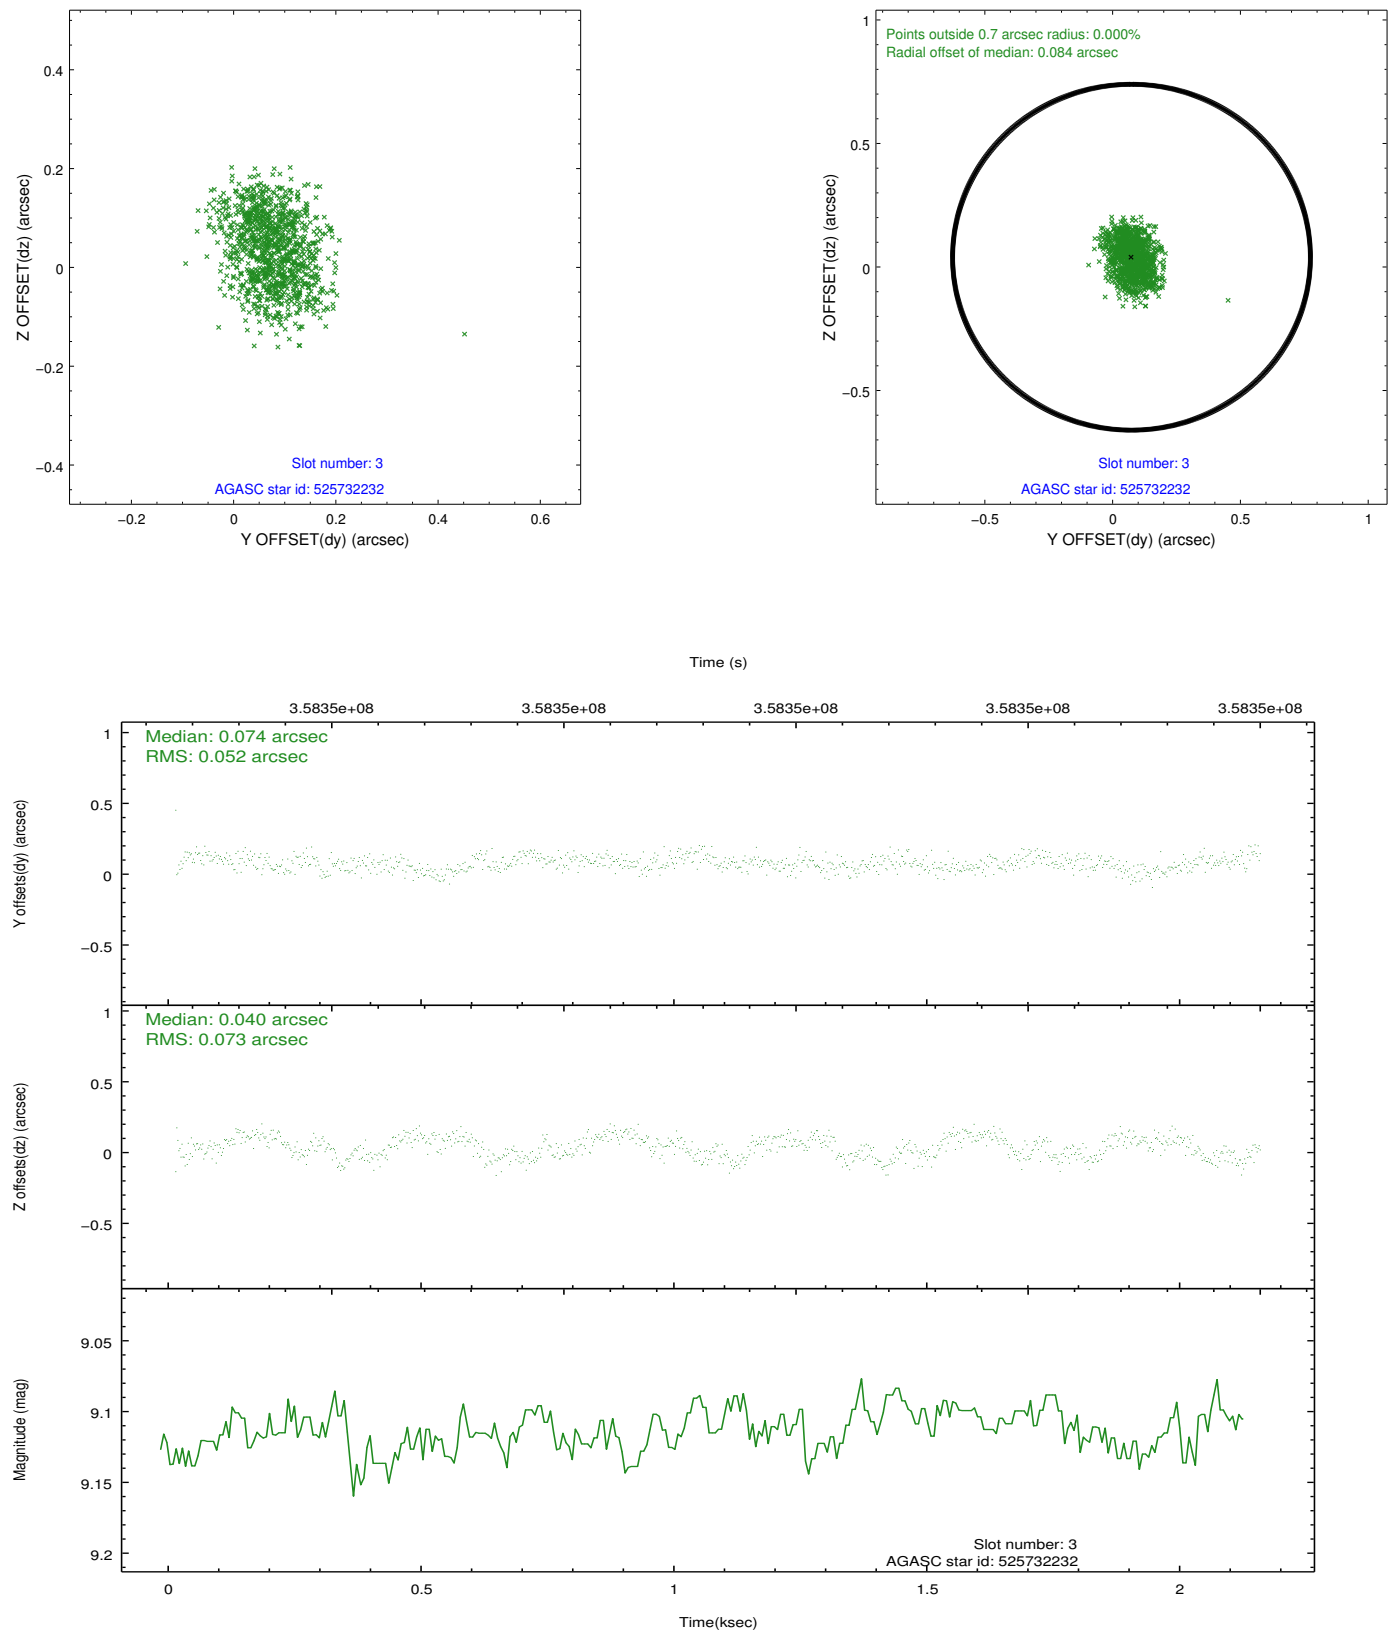 0.4
0.2
0
−0.2
−0.4
Z OFFSET(dz) (arcsec)
Slot number: 3
AGASC star id: 525732232
−0.2 0 0.2 0.4 0.6
Y OFFSET(dy) (arcsec)
1
0.5
0
−0.5
Z OFFSET(dz) (arcsec)
Points outside 0.7 arcsec radius: 0.000%
Radial offset of median: 0.084 arcsec
Slot number: 3
AGASC star id: 525732232
−0.5 0 0.5 1
Y OFFSET(dy) (arcsec)
Time (s)
3.5835e+08 3.5835e+08 3.5835e+08 3.5835e+08 3.5835e+08
Median: 0.074 arcsec
RMS: 0.052 arcsec
1
0.5
0
−0.5
Y offsets(dy) (arcsec)
Median: 0.040 arcsec
RMS: 0.073 arcsec
1
0.5
0
−0.5
Z offsets(dz) (arcsec)
9.05
9.1
9.15
9.2
Magnitude (mag)
Slot number: 3
AGASC star id: 525732232
0 0.5 1 1.5 2
Time(ksec)